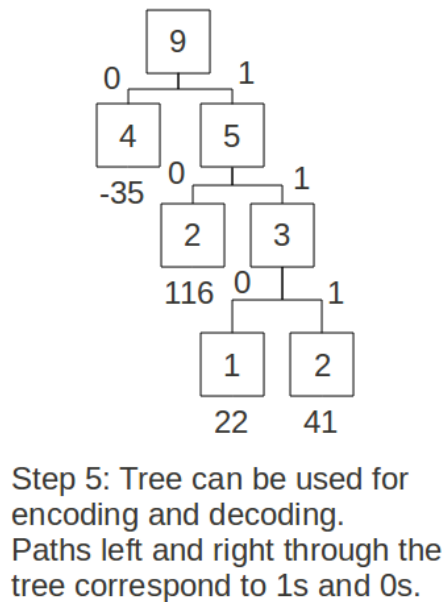 9
0 1
4 5
-35 0 1
2 3
116 0 1
1 2
22 41
Step 5: Tree can be used for
encoding and decoding.
Paths left and right through the
tree correspond to 1s and 0s.